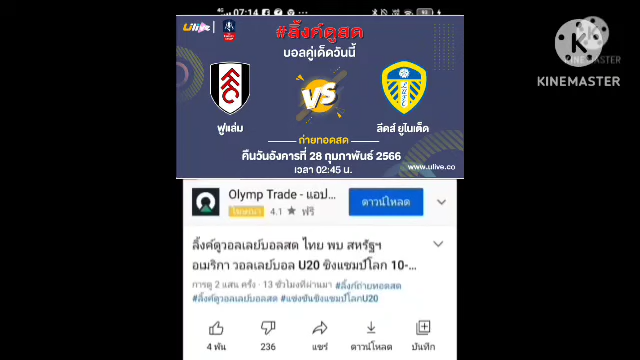 4G 07:14
Ulive
#ลิ้งค์ดูสด
บอลคู่เด็ดวันนี้
VS
ฟูแล่ม
ลีดส์ ยูไนเต็ด
ถ่ายทอดสด
คืนวันอังคารที่ 28 กุมภาพันธ์ 2566
เวลา 02:45 น.
www.ulive.co
K
KINEMASTER
Olymp Trade - แอป...
โฆษณา 4.1 ★ ฟรี
ดาวน์โหลด
ลิ้งค์ดูวอลเลย์บอลสด ไทย พบ สหรัฐฯ
อเมริกา วอลเลย์บอล U20 ชิงแชมป์โลก 10-...
การดู 2 แสน ครั้ง · 13 ชั่วโมงที่ผ่านมา #ลิ้งค์ถ่ายทอดสด
#ลิ้งค์ดูวอลเลย์บอลสด #แข่งขันชิงแชมป์โลกU20
4 พัน 236 แชร์ ดาวน์โหลด บันทึก